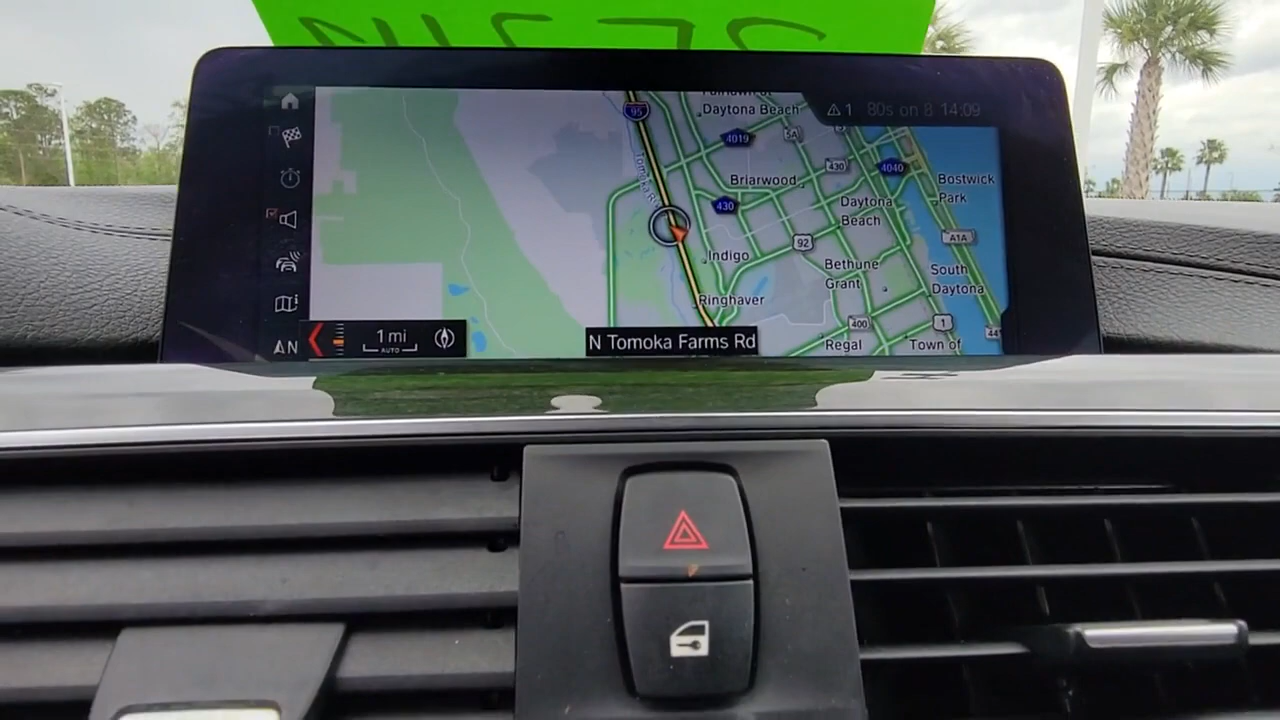 95
Daytona Beach
4019
5A
⚠1 80s on 8 14:09
430
4040
Tomoka R
Briarwood
Bostwick
Park
430
Daytona
Beach
92
A1A
Indigo
Bethune
Grant
South
Daytona
Ringhaver
400
1
44
N
1 mi
AUTO
N Tomoka Farms Rd
Regal
Town of